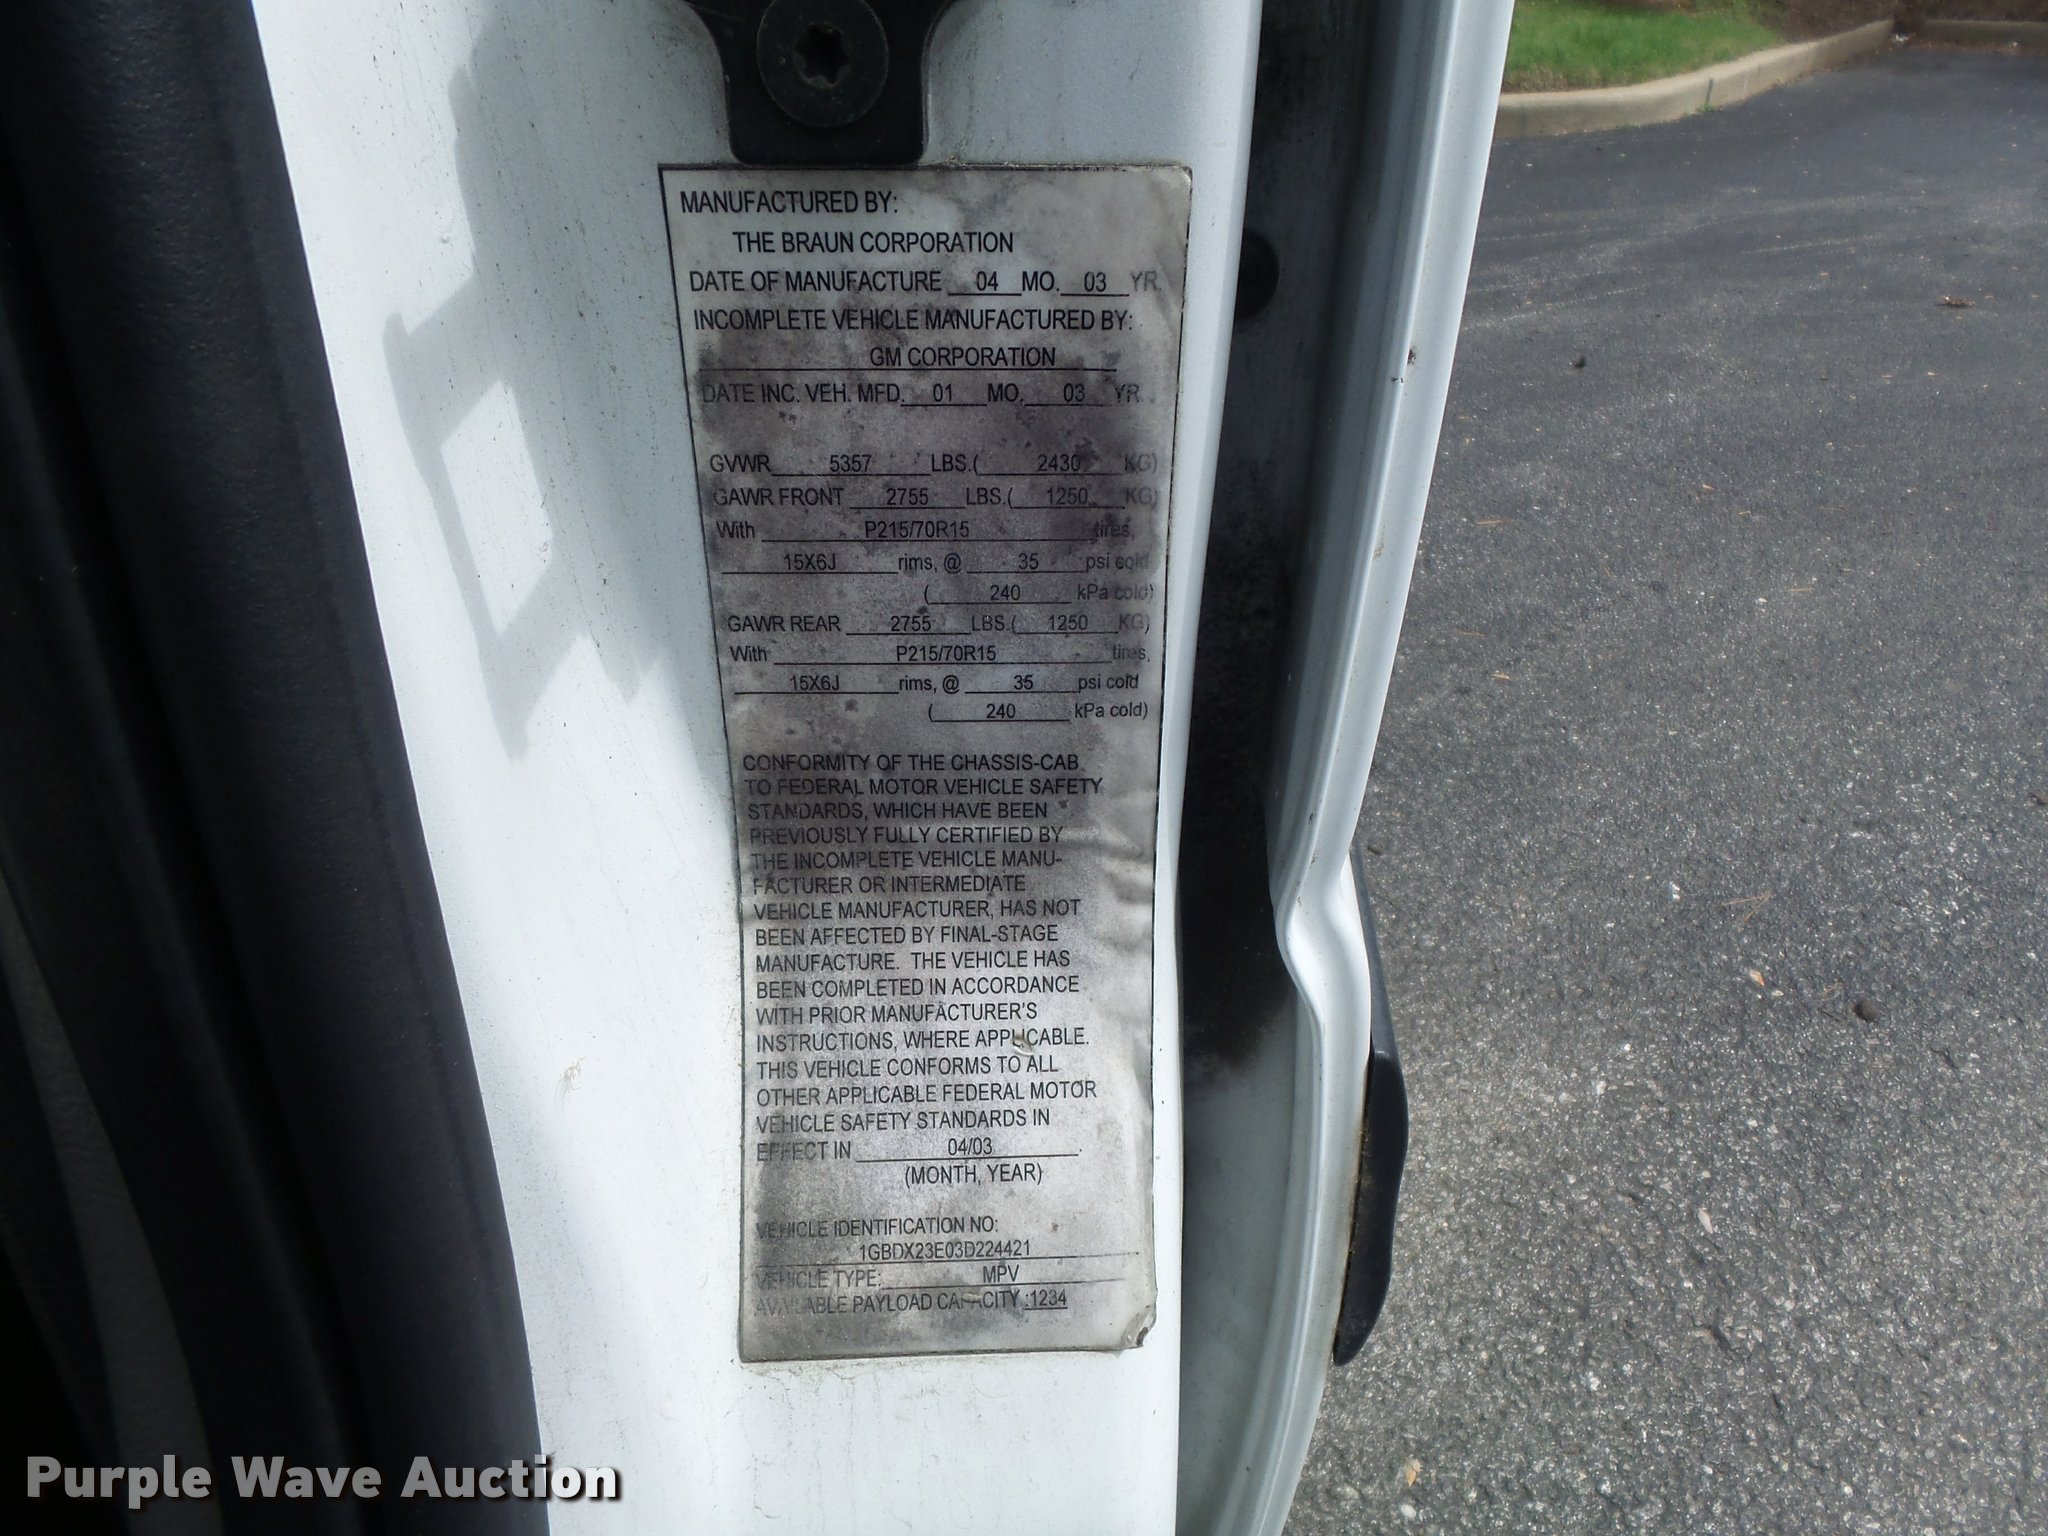 MANUFACTURED BY:
THE BRAUN CORPORATION
DATE OF MANUFACTURE 04 MO. 03 YR.
INCOMPLETE VEHICLE MANUFACTURED BY:
GM CORPORATION
DATE INC. VEH. MFD. 01 MO. 03 YR.
GVWR 5357 LBS.( 2430 KG)
GAWR FRONT 2755 LBS.( 1250 KG)
With P215/70R15 tires,
15X6J rims, @ 35 psi cold
( 240 kPa cold)
GAWR REAR 2755 LBS.( 1250 KG)
With P215/70R15 tires,
15X6J rims, @ 35 psi cold
( 240 kPa cold)
CONFORMITY OF THE CHASSIS-CAB
TO FEDERAL MOTOR VEHICLE SAFETY
STANDARDS, WHICH HAVE BEEN
PREVIOUSLY FULLY CERTIFIED BY
THE INCOMPLETE VEHICLE MANU-
FACTURER OR INTERMEDIATE
VEHICLE MANUFACTURER, HAS NOT
BEEN AFFECTED BY FINAL-STAGE
MANUFACTURE. THE VEHICLE HAS
BEEN COMPLETED IN ACCORDANCE
WITH PRIOR MANUFACTURER'S
INSTRUCTIONS, WHERE APPLICABLE.
THIS VEHICLE CONFORMS TO ALL
OTHER APPLICABLE FEDERAL MOTOR
VEHICLE SAFETY STANDARDS IN
EFFECT IN 04/03.
(MONTH, YEAR)
VEHICLE IDENTIFICATION NO:
1GBDX23E03D224421
VEHICLE TYPE: MPV
AVAILABLE PAYLOAD CAPACITY :1234
Purple Wave Auction